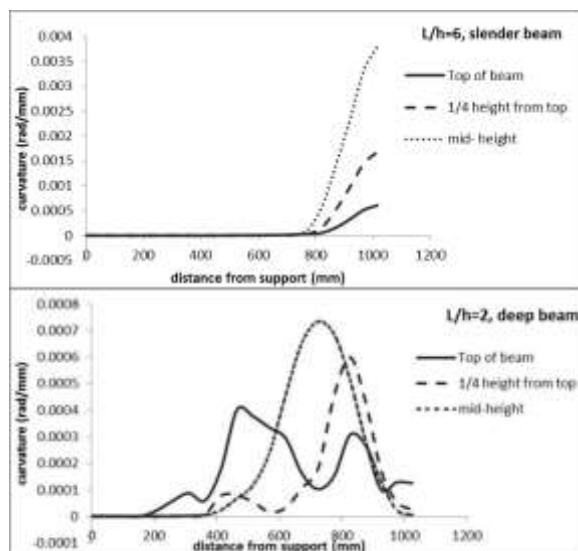 L/h=6, slender beam
0.004
0.0035
0.003
0.0025
0.002
0.0015
0.001
0.0005
0
-0.0005
curvature (rad/mm)
Top of beam
1/4 height from top
mid- height
0 200 400 600 800 1000 1200
distance from support (mm)
L/h=2, deep beam
0.0008
0.0007
0.0006
0.0005
0.0004
0.0003
0.0002
0.0001
0
-0.0001
curvature (rad/mm)
Top of beam
1/4 height from top
mid-height
0 200 400 600 800 1000 1200
distance from support (mm)